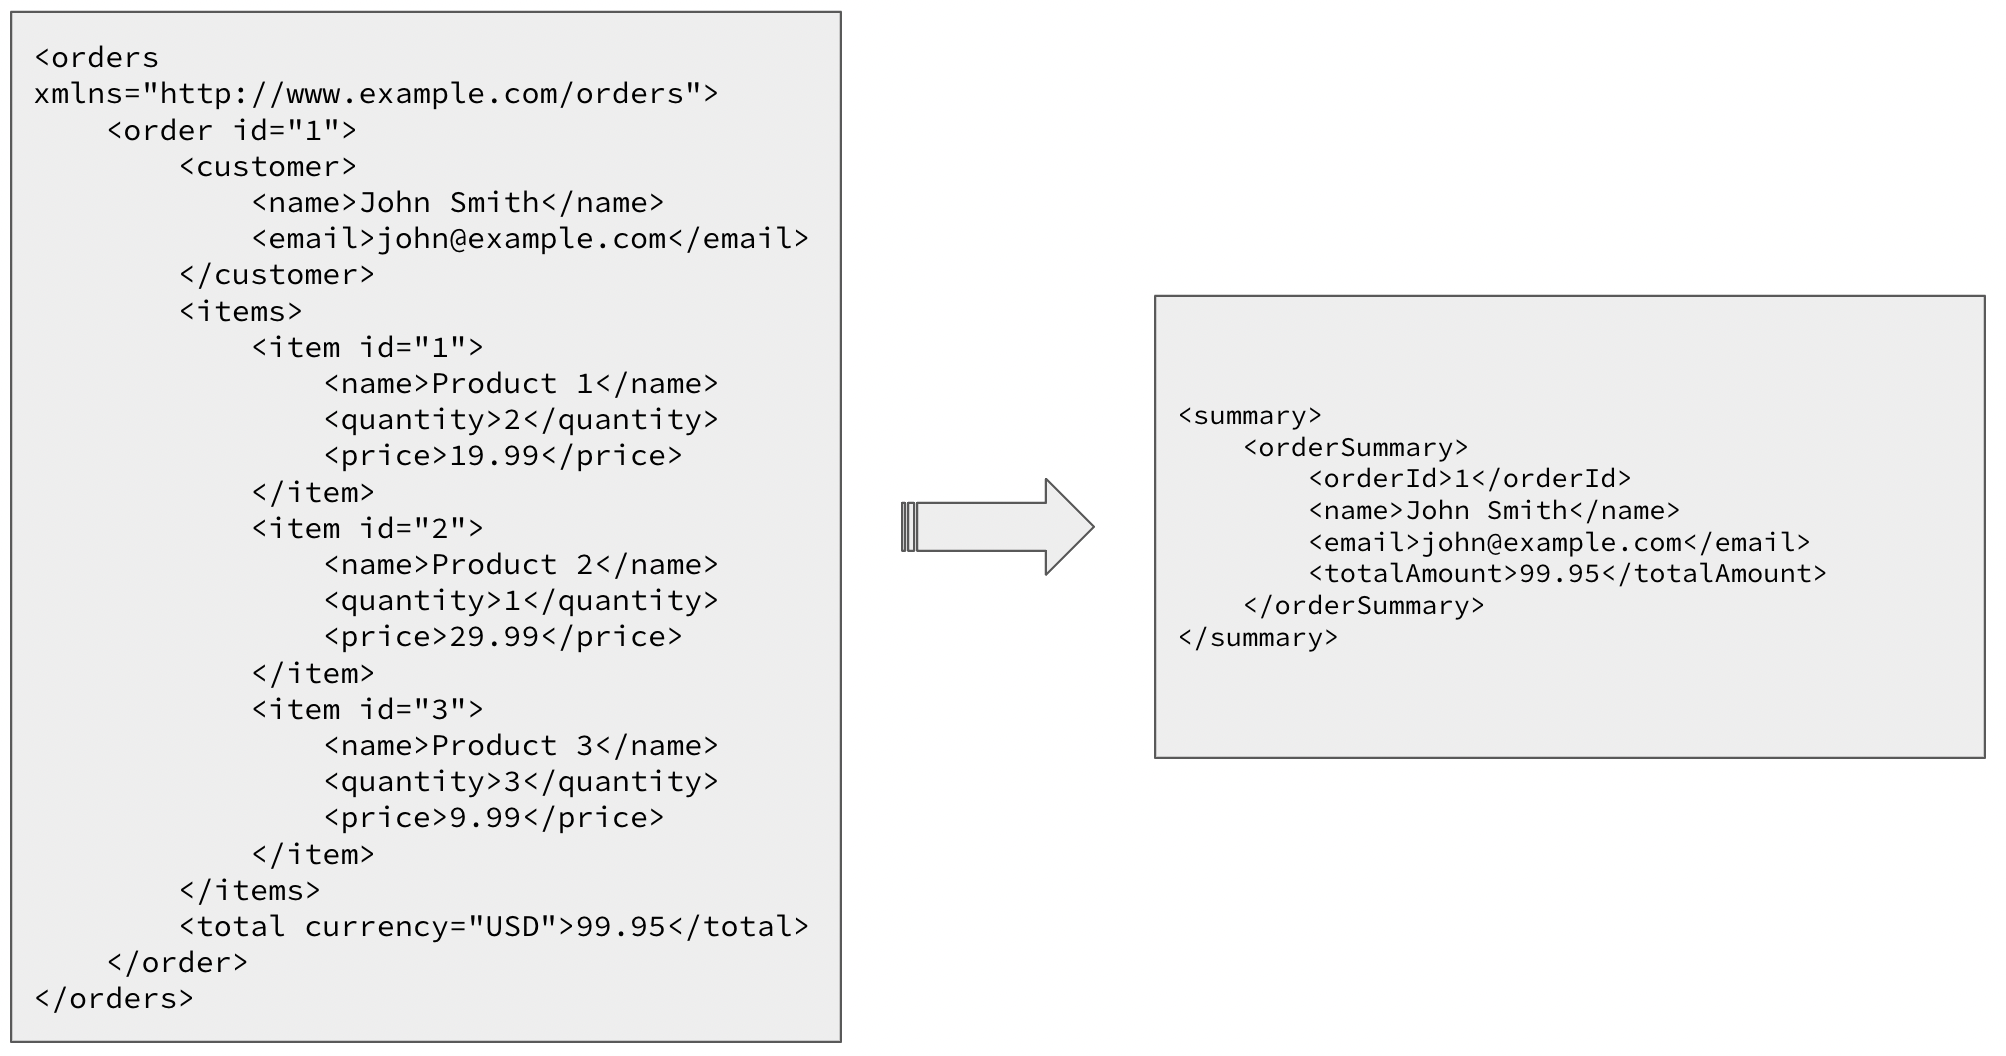 <orders
xmlns="http://www.example.com/orders">
    <order id="1">
        <customer>
            <name>John Smith</name>
            <email>john@example.com</email>
        </customer>
        <items>
            <item id="1">
                <name>Product 1</name>
                <quantity>2</quantity>
                <price>19.99</price>
            </item>
            <item id="2">
                <name>Product 2</name>
                <quantity>1</quantity>
                <price>29.99</price>
            </item>
            <item id="3">
                <name>Product 3</name>
                <quantity>3</quantity>
                <price>9.99</price>
            </item>
        </items>
        <total currency="USD">99.95</total>
    </order>
</orders>
<summary>
    <orderSummary>
        <orderId>1</orderId>
        <name>John Smith</name>
        <email>john@example.com</email>
        <totalAmount>99.95</totalAmount>
    </orderSummary>
</summary>